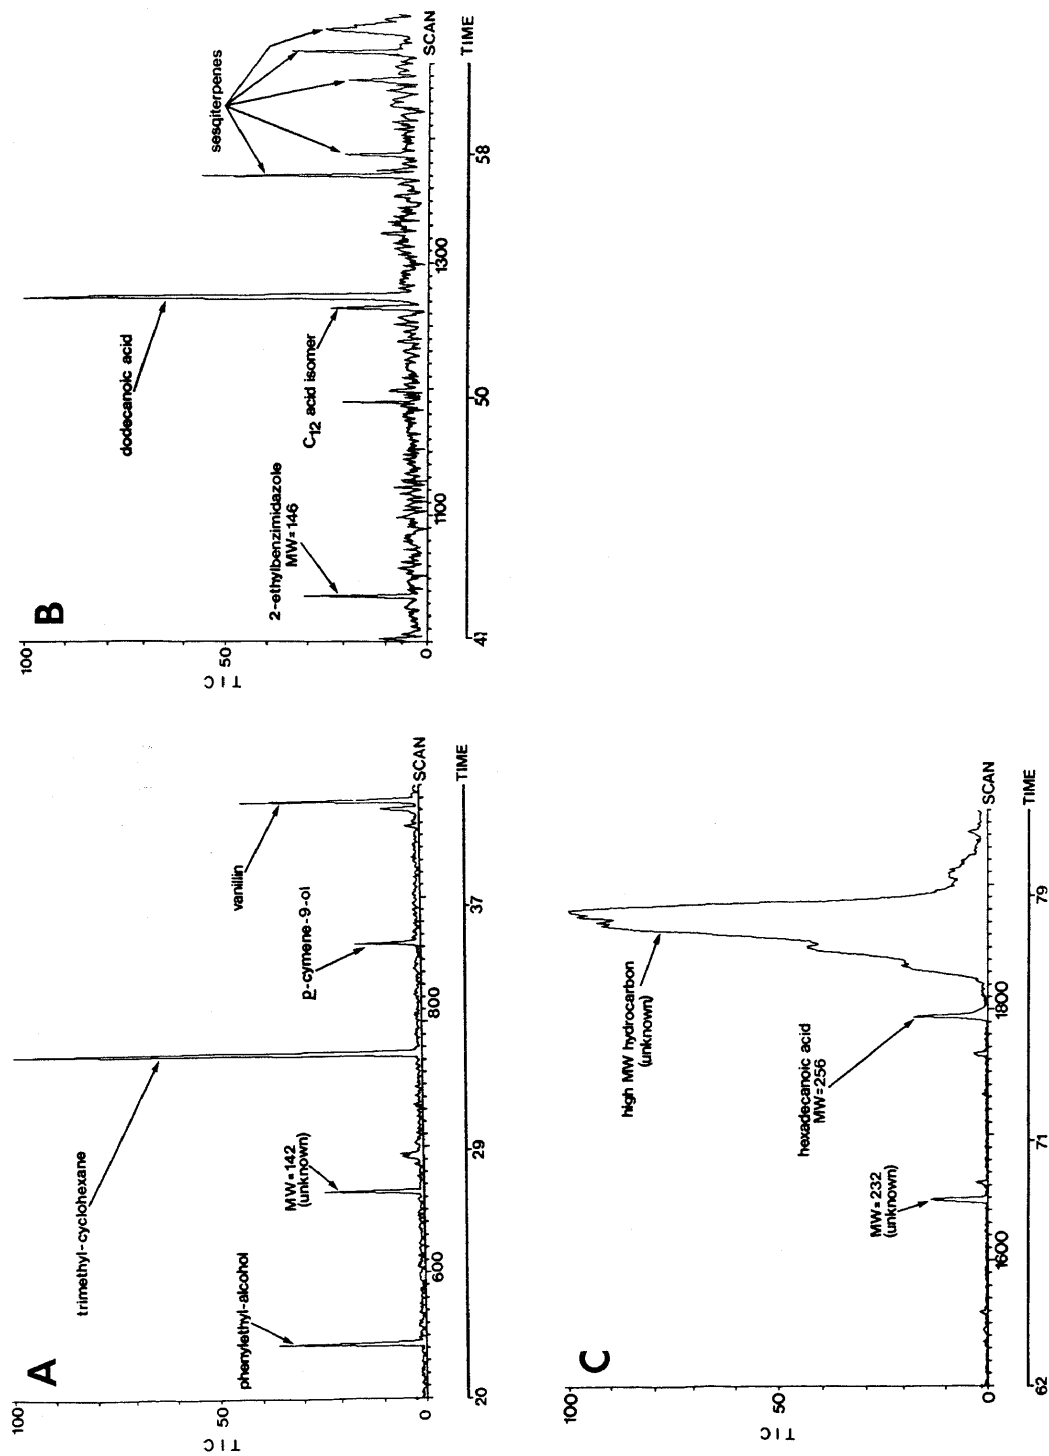 A
100
50
0
TIC
phenylethyl-alcohol
MW=142
(unknown)
trimethyl-cyclohexane
p-cymene-9-ol
vanillin
600
800
SCAN
20
29
37
TIME
B
100
50
0
TIC
2-ethylbenzimidazole
MW=146
C12 acid isomer
dodecanoic acid
sesqiterpenes
1100
1300
SCAN
41
50
58
TIME
C
100
50
0
TIC
MW=232
(unknown)
hexadecanoic acid
MW=256
high MW hydrocarbon
(unknown)
1600
1800
SCAN
62
71
79
TIME